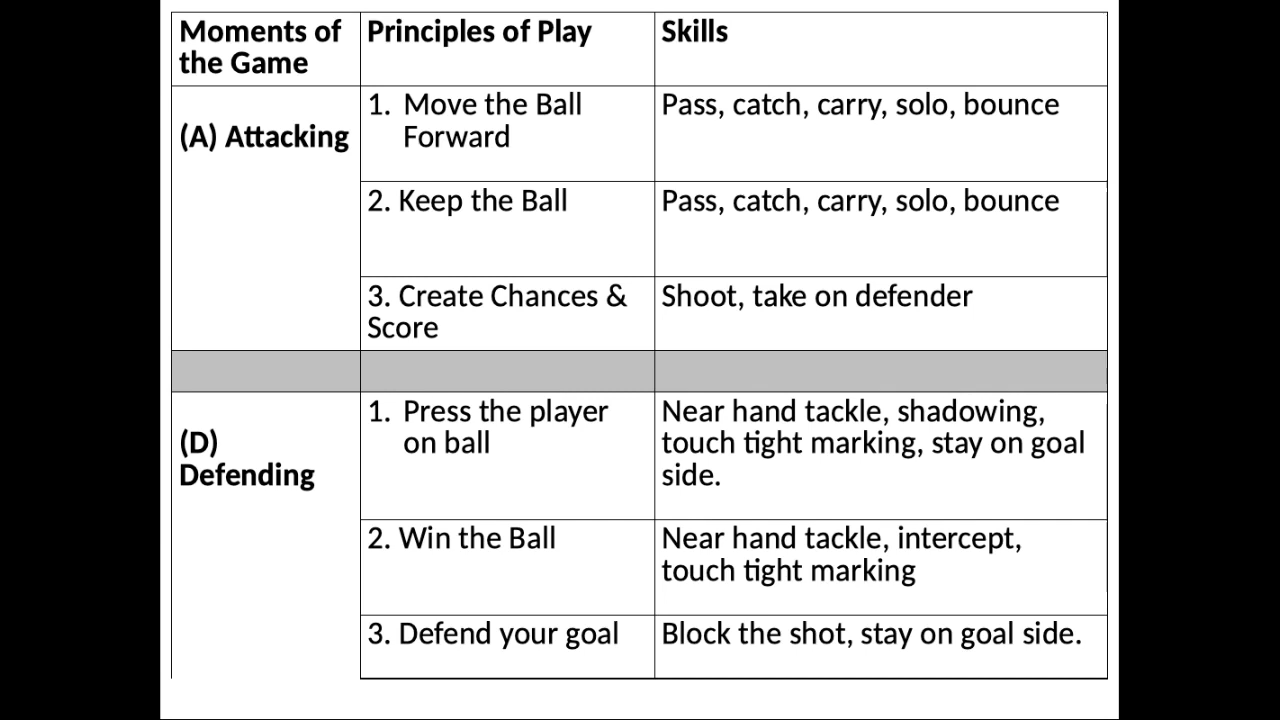 Moments of the Game
Principles of Play
Skills
(A) Attacking
1. Move the Ball
Forward
Pass, catch, carry, solo, bounce
2. Keep the Ball
Pass, catch, carry, solo, bounce
3. Create Chances &
Score
Shoot, take on defender
(D)
Defending
1. Press the player
on ball
Near hand tackle, shadowing,
touch tight marking, stay on goal
side.
2. Win the Ball
Near hand tackle, intercept,
touch tight marking
3. Defend your goal
Block the shot, stay on goal side.